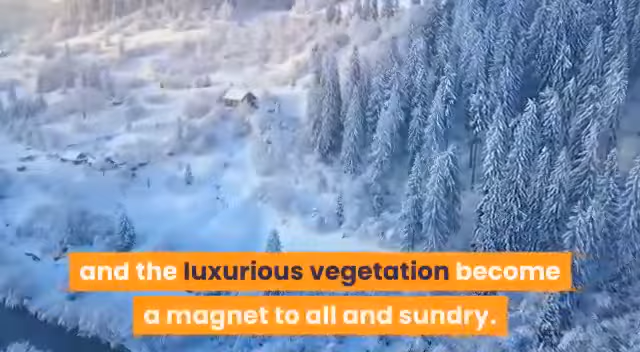 and the luxurious vegetation become
a magnet to all and sundry.